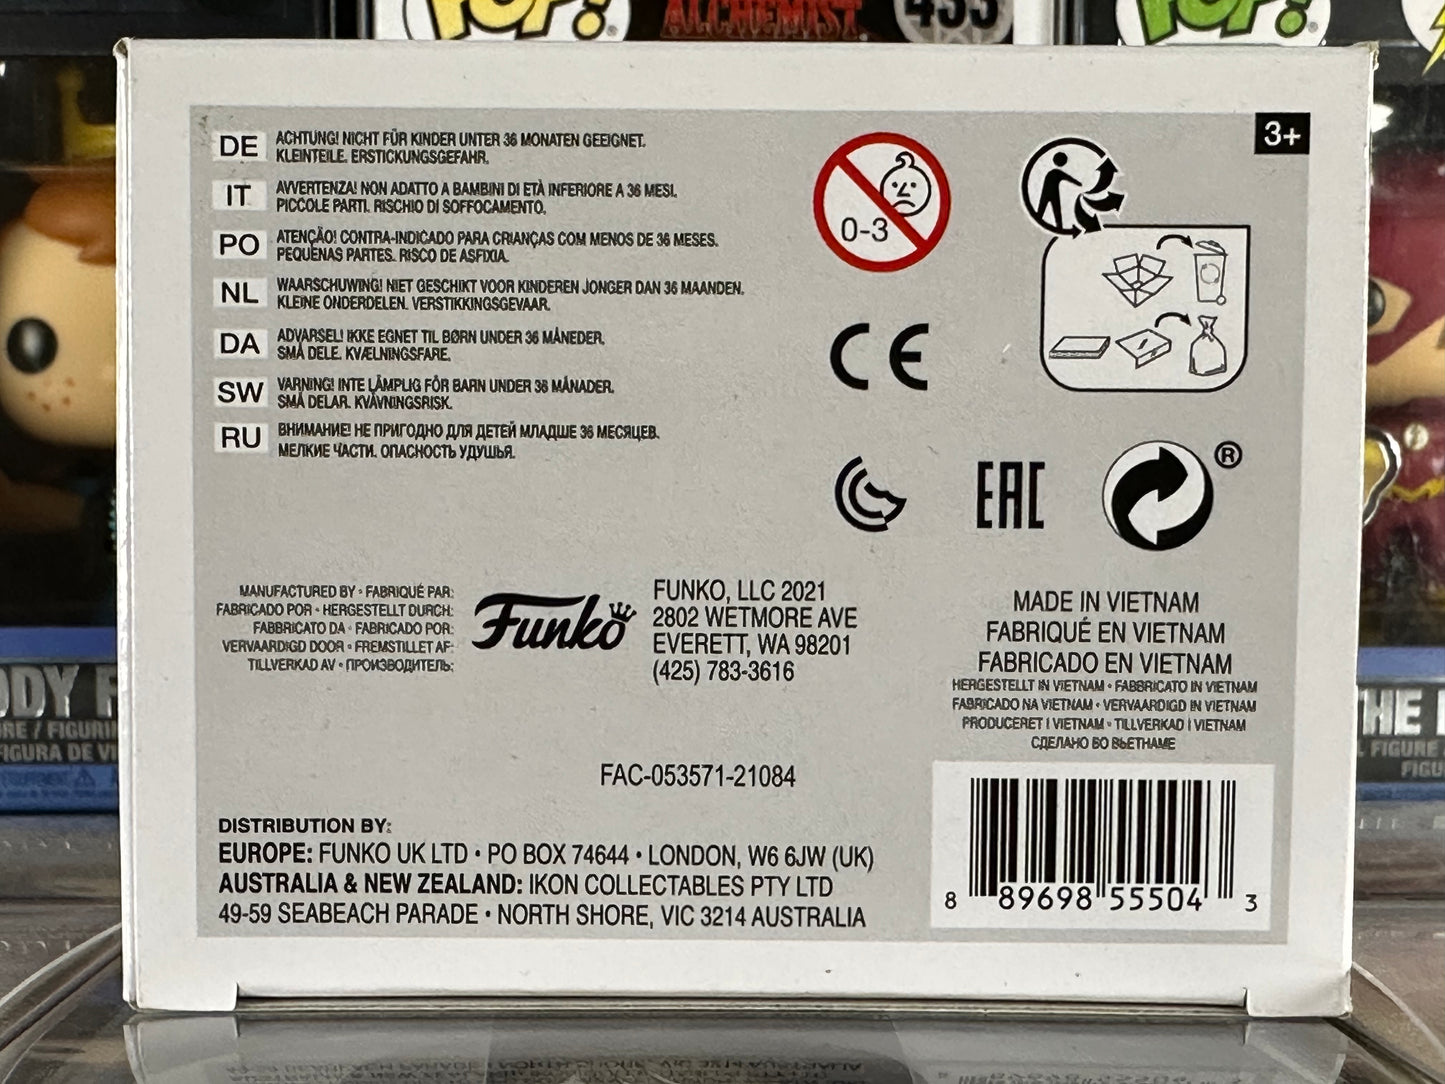 POP!
ALCHEMIST
POP!
3+
DE ACHTUNG! NICHT FÜR KINDER UNTER 36 MONATEN GEEIGNET.
KLEINTEILE. ERSTICKUNGSGEFAHR.
IT AVVERTENZA! NON ADATTO A BAMBINI DI ETÀ INFERIORE A 36 MESI.
PICCOLE PARTI. RISCHIO DI SOFFOCAMENTO.
PO ATENÇÃO! CONTRA-INDICADO PARA CRIANÇAS COM MENOS DE 36 MESES.
PEQUENAS PARTES. RISCO DE ASFIXIA.
NL WAARSCHUWING! NIET GESCHIKT VOOR KINDEREN JONGER DAN 36 MAANDEN.
KLEINE ONDERDELEN. VERSTIKKINGSGEVAAR.
DA ADVARSEL! IKKE EGNET TIL BØRN UNDER 36 MÅNEDER.
SMÅ DELE. KVÆLNINGSFARE.
SW VARNING! INTE LÄMPLIG FÖR BARN UNDER 36 MÅNADER.
SMÅ DELAR. KVÄVNINGSRISK.
RU ВНИМАНИЕ! НЕ ПРИГОДНО ДЛЯ ДЕТЕЙ МЛАДШЕ 36 МЕСЯЦЕВ.
МЕЛКИЕ ЧАСТИ. ОПАСНОСТЬ УДУШЬЯ.
0-3
CE
EAC
®
MANUFACTURED BY • FABRIQUÉ PAR:
FABRICADO POR • HERGESTELLT DURCH:
FABBRICATO DA • FABRICADO POR:
VERVAARDIGD DOOR • FREMSTILLET AF:
TILLVERKAD AV • ПРОИЗВОДИТЕЛЬ:
Funko
FUNKO, LLC 2021
2802 WETMORE AVE
EVERETT, WA 98201
(425) 783-3616
MADE IN VIETNAM
FABRIQUÉ EN VIETNAM
FABRICADO EN VIETNAM
HERGESTELLT IN VIETNAM • FABBRICATO IN VIETNAM
FABRICADO NA VIETNAM • VERVAARDIGD IN VIETNAM
PRODUCERET I VIETNAM • TILLVERKAD I VIETNAM
СДЕЛАНО ВО ВЬЕТНАМЕ
FAC-053571-21084
DISTRIBUTION BY:
EUROPE: FUNKO UK LTD • PO BOX 74644 • LONDON, W6 6JW (UK)
AUSTRALIA & NEW ZEALAND: IKON COLLECTABLES PTY LTD
49-59 SEABEACH PARADE • NORTH SHORE, VIC 3214 AUSTRALIA
8 89698 55504 3
THE
FIGURE